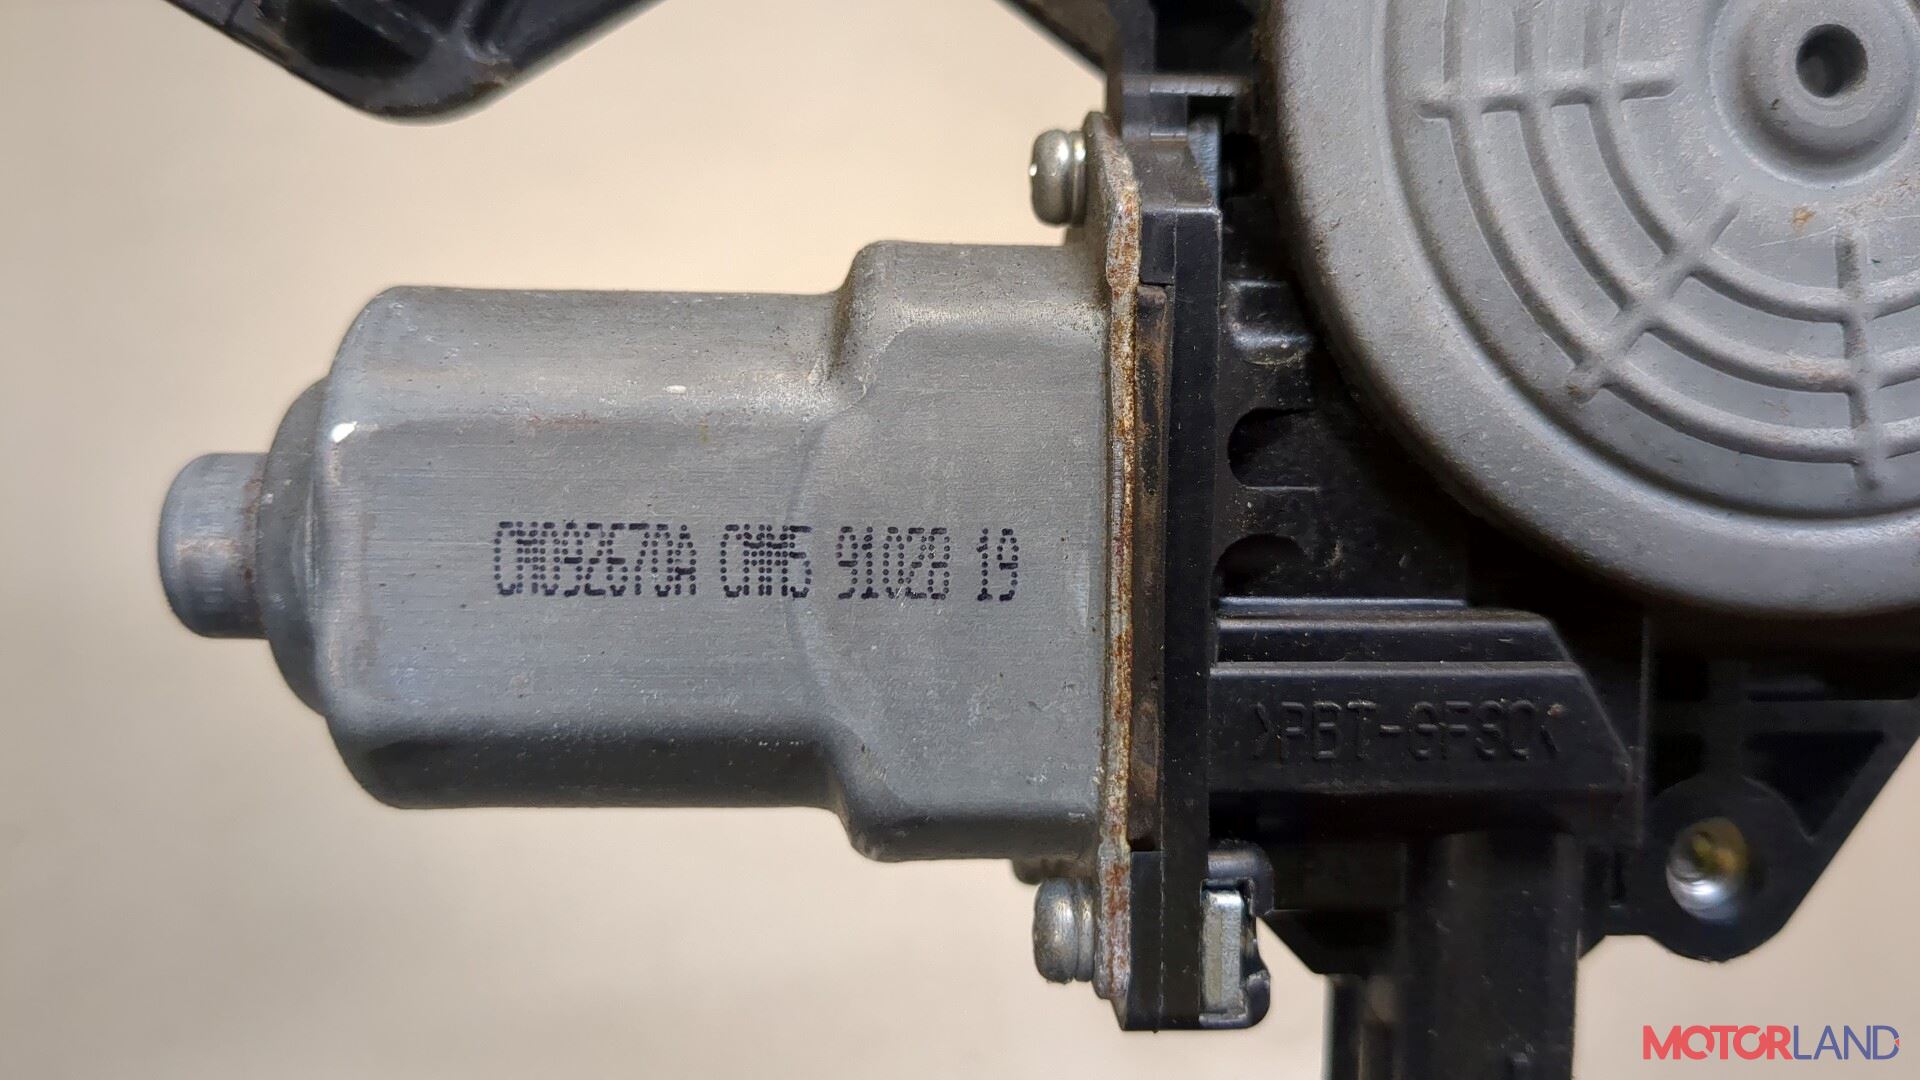 CM092670A CMM5 91028 19
>PBT-GF30<
MOTORLAND